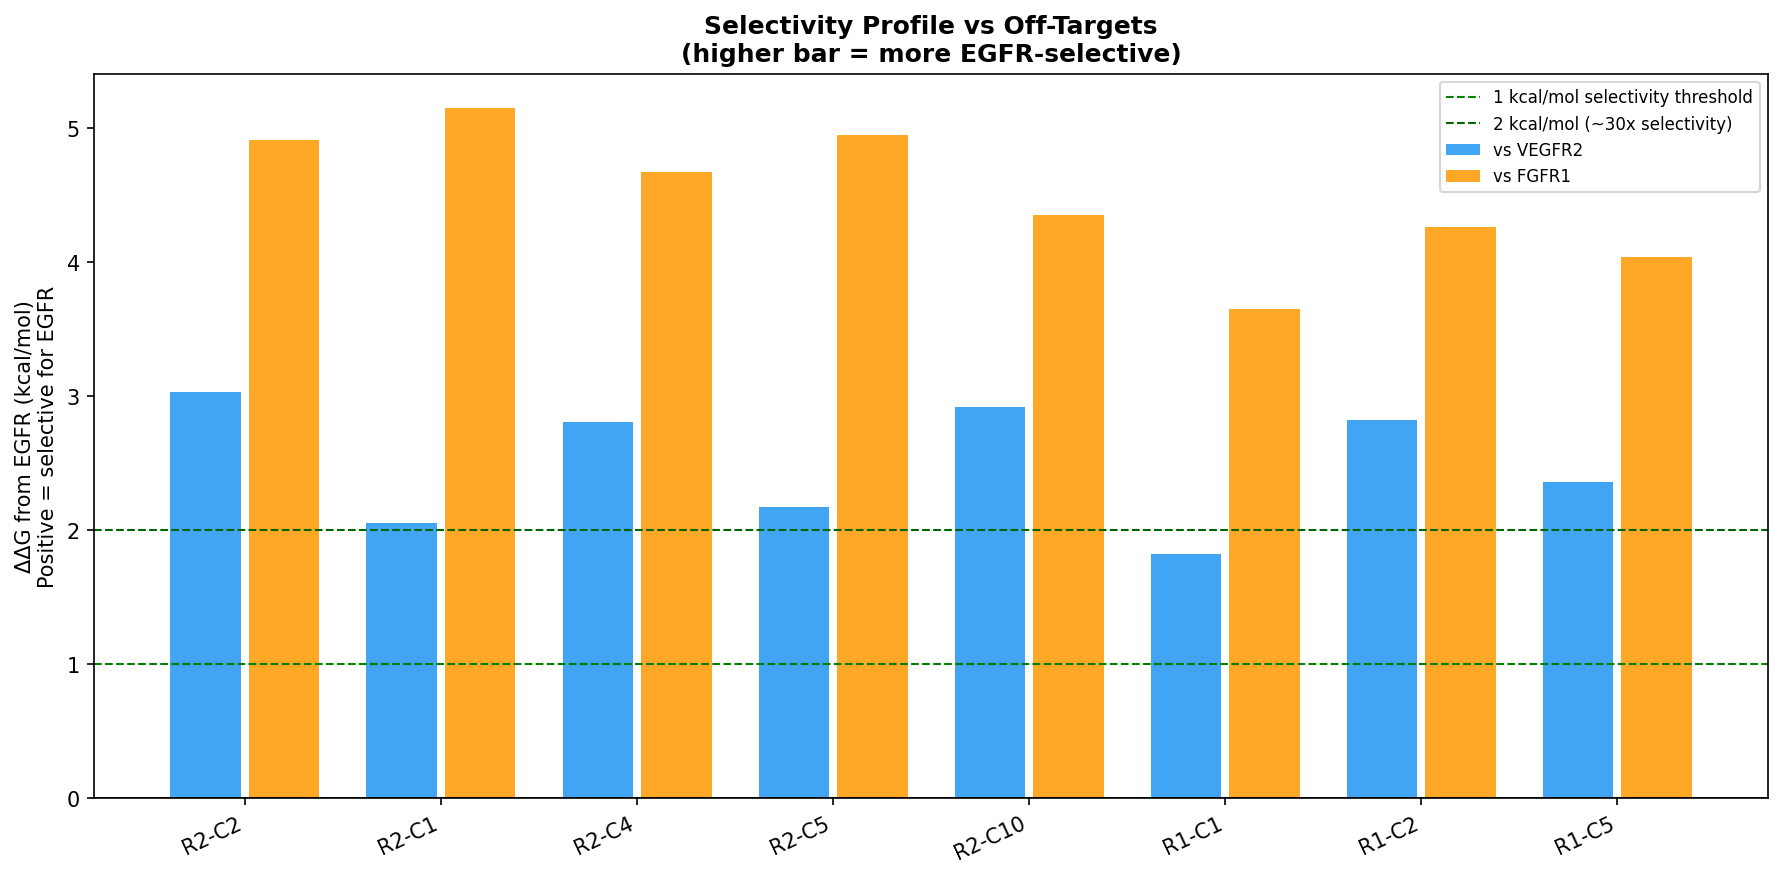 Selectivity Profile vs Off-Targets
(higher bar = more EGFR-selective)
ΔΔG from EGFR (kcal/mol)
Positive = selective for EGFR
5
4
3
2
1
0
1 kcal/mol selectivity threshold
2 kcal/mol (~30x selectivity)
vs VEGFR2
vs FGFR1
R2-C2
R2-C1
R2-C4
R2-C5
R2-C10
R1-C1
R1-C2
R1-C5